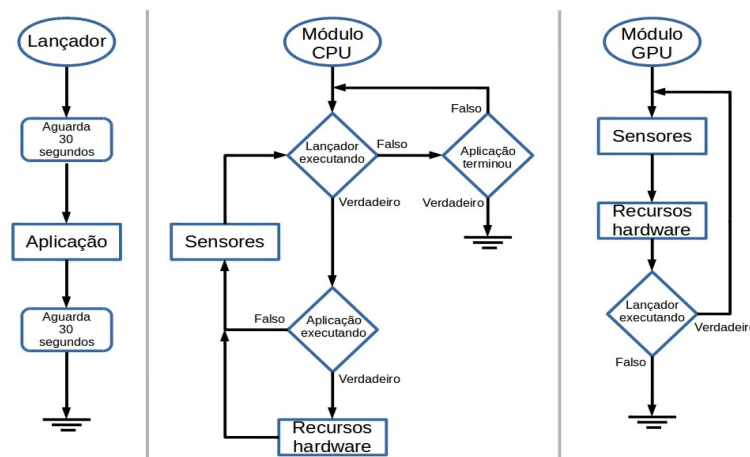 Lançador
Aguarda
30
segundos
Aplicação
Aguarda
30
segundos
Módulo
CPU
Lançador
executando
Falso
Aplicação
terminou
Falso
Verdadeiro
Verdadeiro
Sensores
Aplicação
executando
Falso
Verdadeiro
Recursos
hardware
Módulo
GPU
Sensores
Recursos
hardware
Lançador
executando
Verdadeiro
Falso